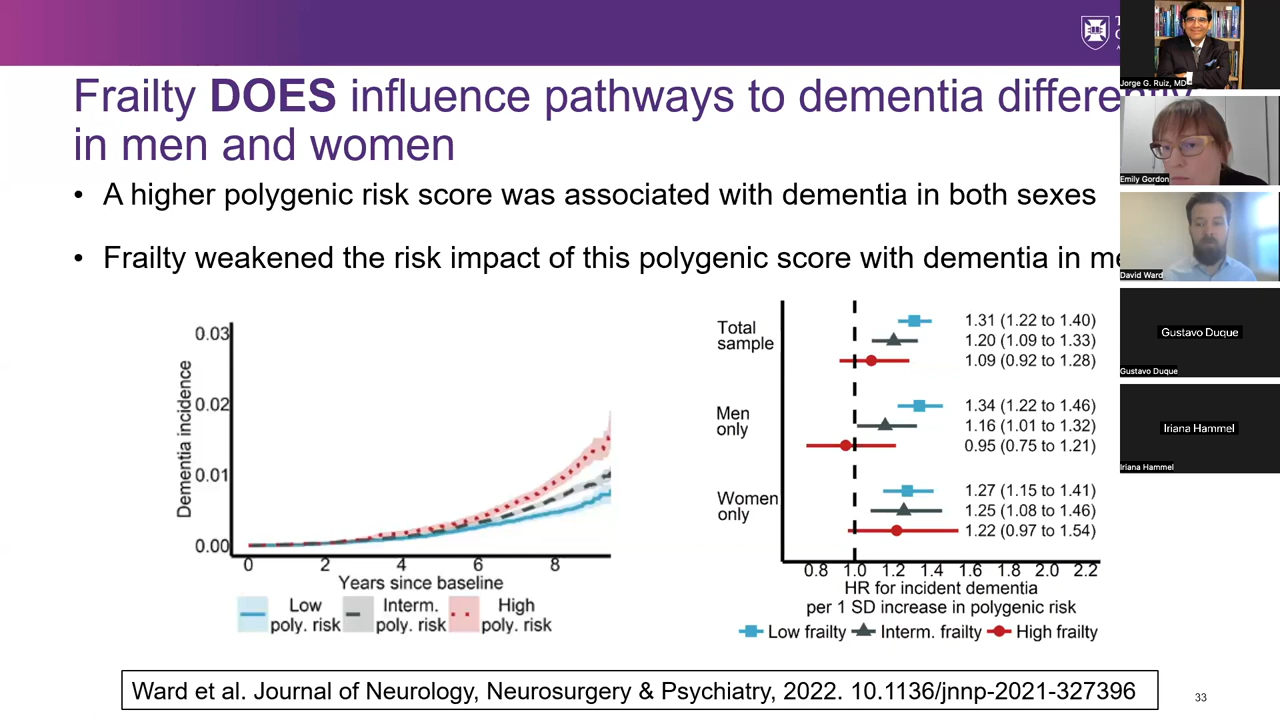 Frailty DOES influence pathways to dementia differently
in men and women
• A higher polygenic risk score was associated with dementia in both sexes
• Frailty weakened the risk impact of this polygenic score with dementia in me
Dementia incidence
0.03
0.02
0.01
0.00
0 2 4 6 8
Years since baseline
Low poly. risk
Interm. poly. risk
High poly. risk
Total sample
1.31 (1.22 to 1.40)
1.20 (1.09 to 1.33)
1.09 (0.92 to 1.28)
Men only
1.34 (1.22 to 1.46)
1.16 (1.01 to 1.32)
0.95 (0.75 to 1.21)
Women only
1.27 (1.15 to 1.41)
1.25 (1.08 to 1.46)
1.22 (0.97 to 1.54)
0.8 1.0 1.2 1.4 1.6 1.8 2.0 2.2
HR for incident dementia
per 1 SD increase in polygenic risk
Low frailty Interm. frailty High frailty
Ward et al. Journal of Neurology, Neurosurgery & Psychiatry, 2022. 10.1136/jnnp-2021-327396
33
Jorge G. Ruiz, MD
Emily Gordon
David Ward
Gustavo Duque
Gustavo Duque
Iriana Hammel
Iriana Hammel